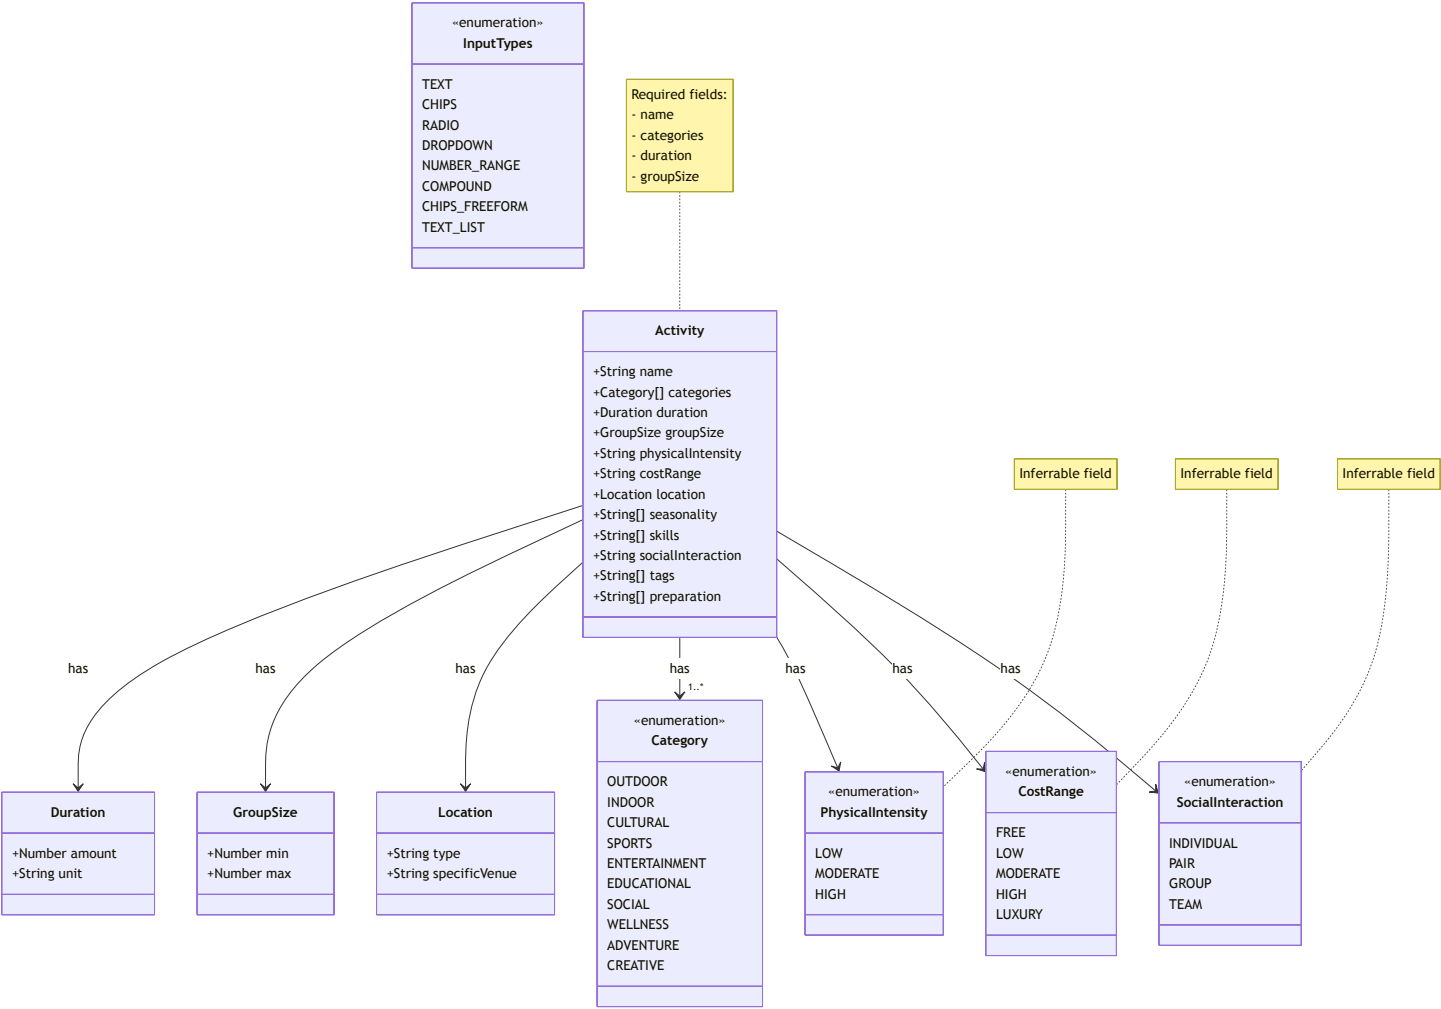 «enumeration»
InputTypes
TEXT
CHIPS
RADIO
DROPDOWN
NUMBER_RANGE
COMPOUND
CHIPS_FREEFORM
TEXT_LIST
Required fields:
- name
- categories
- duration
- groupSize
Activity
+String name
+Category[] categories
+Duration duration
+GroupSize groupSize
+String physicalIntensity
+String costRange
+Location location
+String[] seasonality
+String[] skills
+String socialInteraction
+String[] tags
+String[] preparation
Inferrable field
Inferrable field
Inferrable field
has
has
has
has
has
has
has
1..*
Duration
+Number amount
+String unit
GroupSize
+Number min
+Number max
Location
+String type
+String specificVenue
«enumeration»
Category
OUTDOOR
INDOOR
CULTURAL
SPORTS
ENTERTAINMENT
EDUCATIONAL
SOCIAL
WELLNESS
ADVENTURE
CREATIVE
«enumeration»
PhysicalIntensity
LOW
MODERATE
HIGH
«enumeration»
CostRange
FREE
LOW
MODERATE
HIGH
LUXURY
«enumeration»
SocialInteraction
INDIVIDUAL
PAIR
GROUP
TEAM